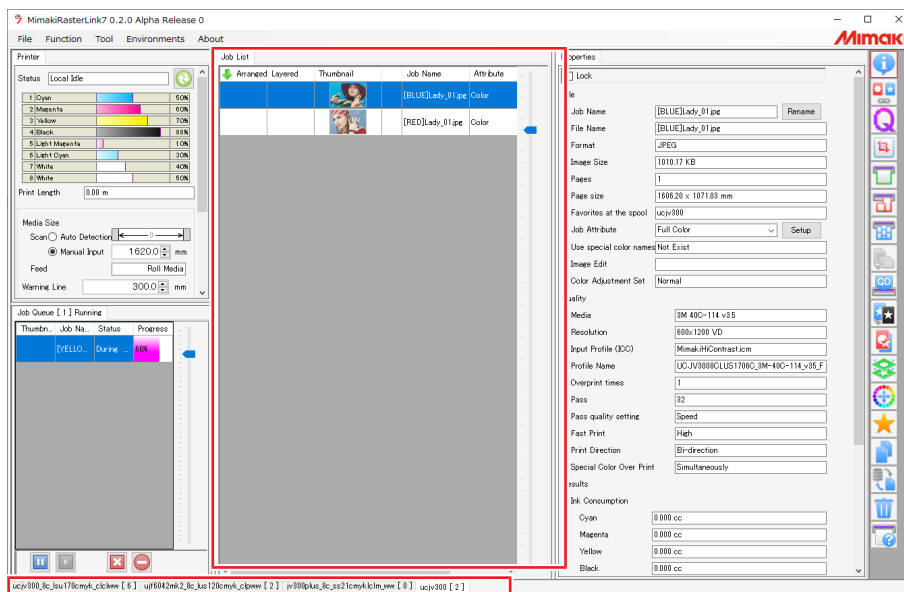 MimakiRasterLink7 0.2.0 Alpha Release 0
File Function Tool Environments About
Mimaki
Printer
Status Local Idle
1 Cyan 50%
2 Magenta 60%
3 Yellow 70%
4 Black 88%
5 Light Magenta 10%
6 Light Cyan 30%
7 White 40%
8 White 50%
Print Length 0.00 m
Media Size
Scan Auto Detection 0
Manual Input 1620.0 mm
Feed Roll Media
Warning Line 300.0 mm
Job Queue [ 1 ] Running
Thumbn... Job Na... Status Progress
[YELLO... During ... 66%
Job List
Arranged Layered Thumbnail Job Name Attribute
[BLUE]Lady_01.jpg Color
[RED]Lady_01.jpg Color
operties
Lock
le
Job Name [BLUE]Lady_01.jpg Rename
File Name [BLUE]Lady_01.jpg
Format JPEG
Image Size 1010.17 KB
Pages 1
Page size 1606.20 x 1071.03 mm
Favorites at the spool ucjv300
Job Attribute Full Color Setup
Use special color names Not Exist
Image Edit
Color Adjustment Set Normal
uality
Media 3M 40C-114 v3.5
Resolution 600x1200 VD
Input Profile (ICC) MimakiHiContrast.icm
Profile Name UCJV3008CLUS1706C_3M-40C-114_v35_F
Overprint times 1
Pass 32
Pass quality setting Speed
Fast Print High
Print Direction Bi-direction
Special Color Over Print Simultaneously
esults
Ink Consumption
Cyan 0.000 cc
Magenta 0.000 cc
Yellow 0.000 cc
Black 0.000 cc
Q
GO
ucjv300_8c_lsu170cmyk_clclww [ 6 ] ujf6042mk2_8c_lus120cmyk_clpww [ 2 ] jv300plus_8c_ss21cmyklclm_ww [ 0 ] ucjv300 [ 2 ]